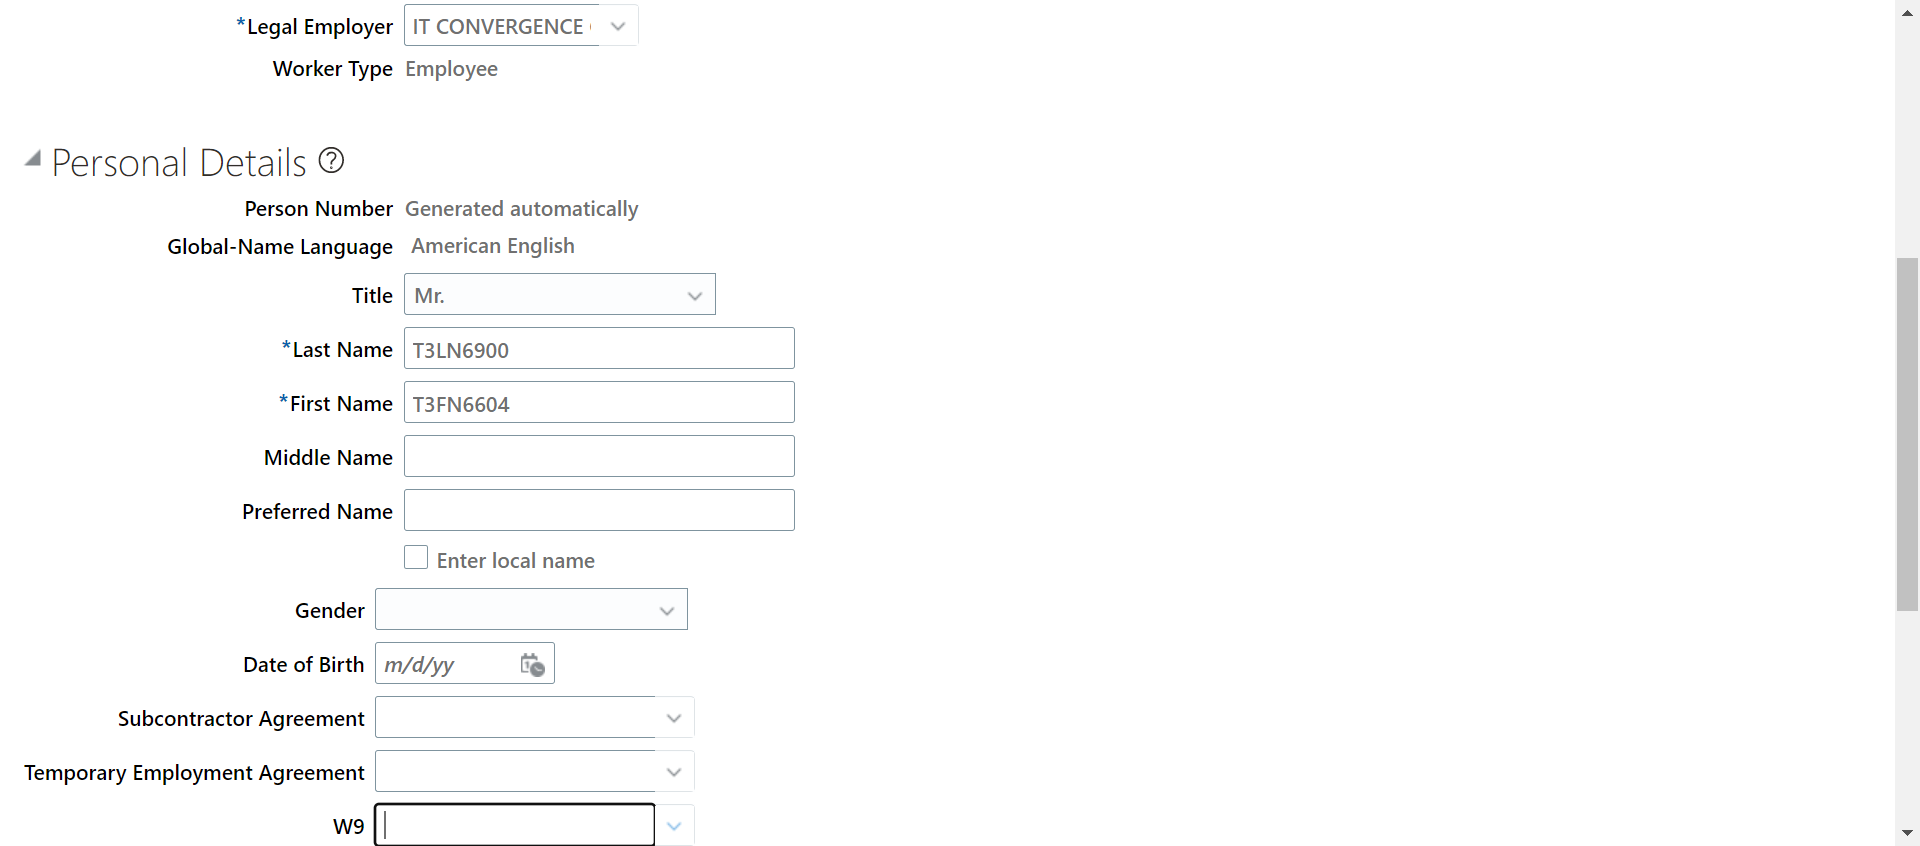 *Legal Employer IT CONVERGENCE
Worker Type Employee
Personal Details ?
Person Number Generated automatically
Global-Name Language American English
Title Mr.
*Last Name T3LN6900
*First Name T3FN6604
Middle Name
Preferred Name
Enter local name
Gender
Date of Birth m/d/yy
Subcontractor Agreement
Temporary Employment Agreement
W9